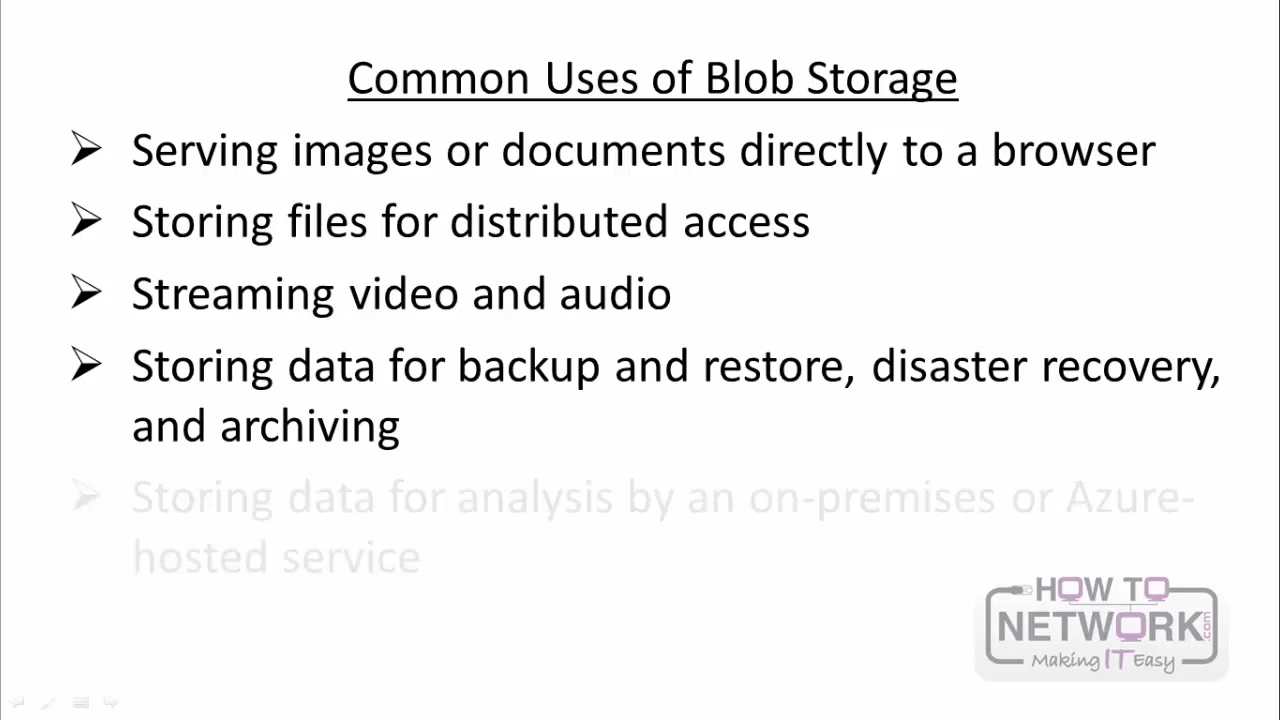 Common Uses of Blob Storage
Serving images or documents directly to a browser
Storing files for distributed access
Streaming video and audio
Storing data for backup and restore, disaster recovery,
and archiving
Storing data for analysis by an on-premises or Azure-
hosted service
HOW TO
NETWORK.com
Making IT Easy